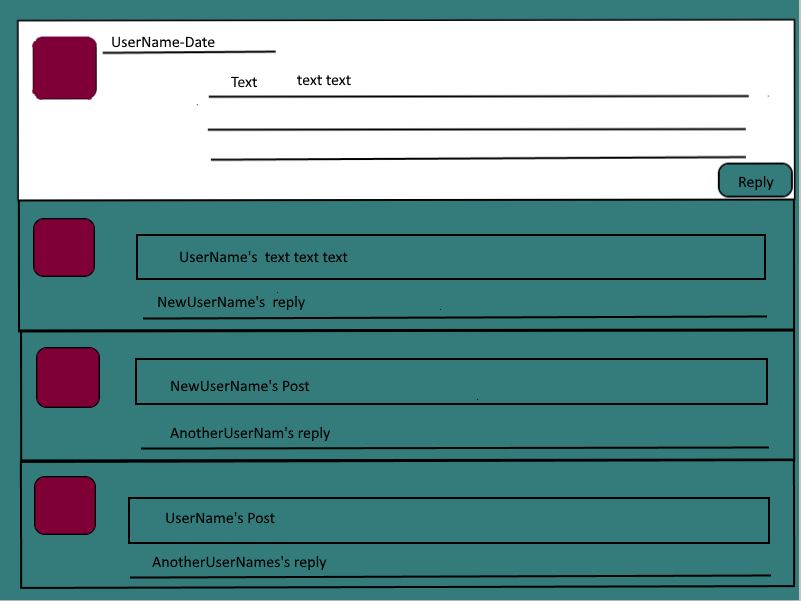 UserName-Date
Text text text
Reply
UserName's text text text
NewUserName's reply
NewUserName's Post
AnotherUserNam's reply
UserName's Post
AnotherUserNames's reply